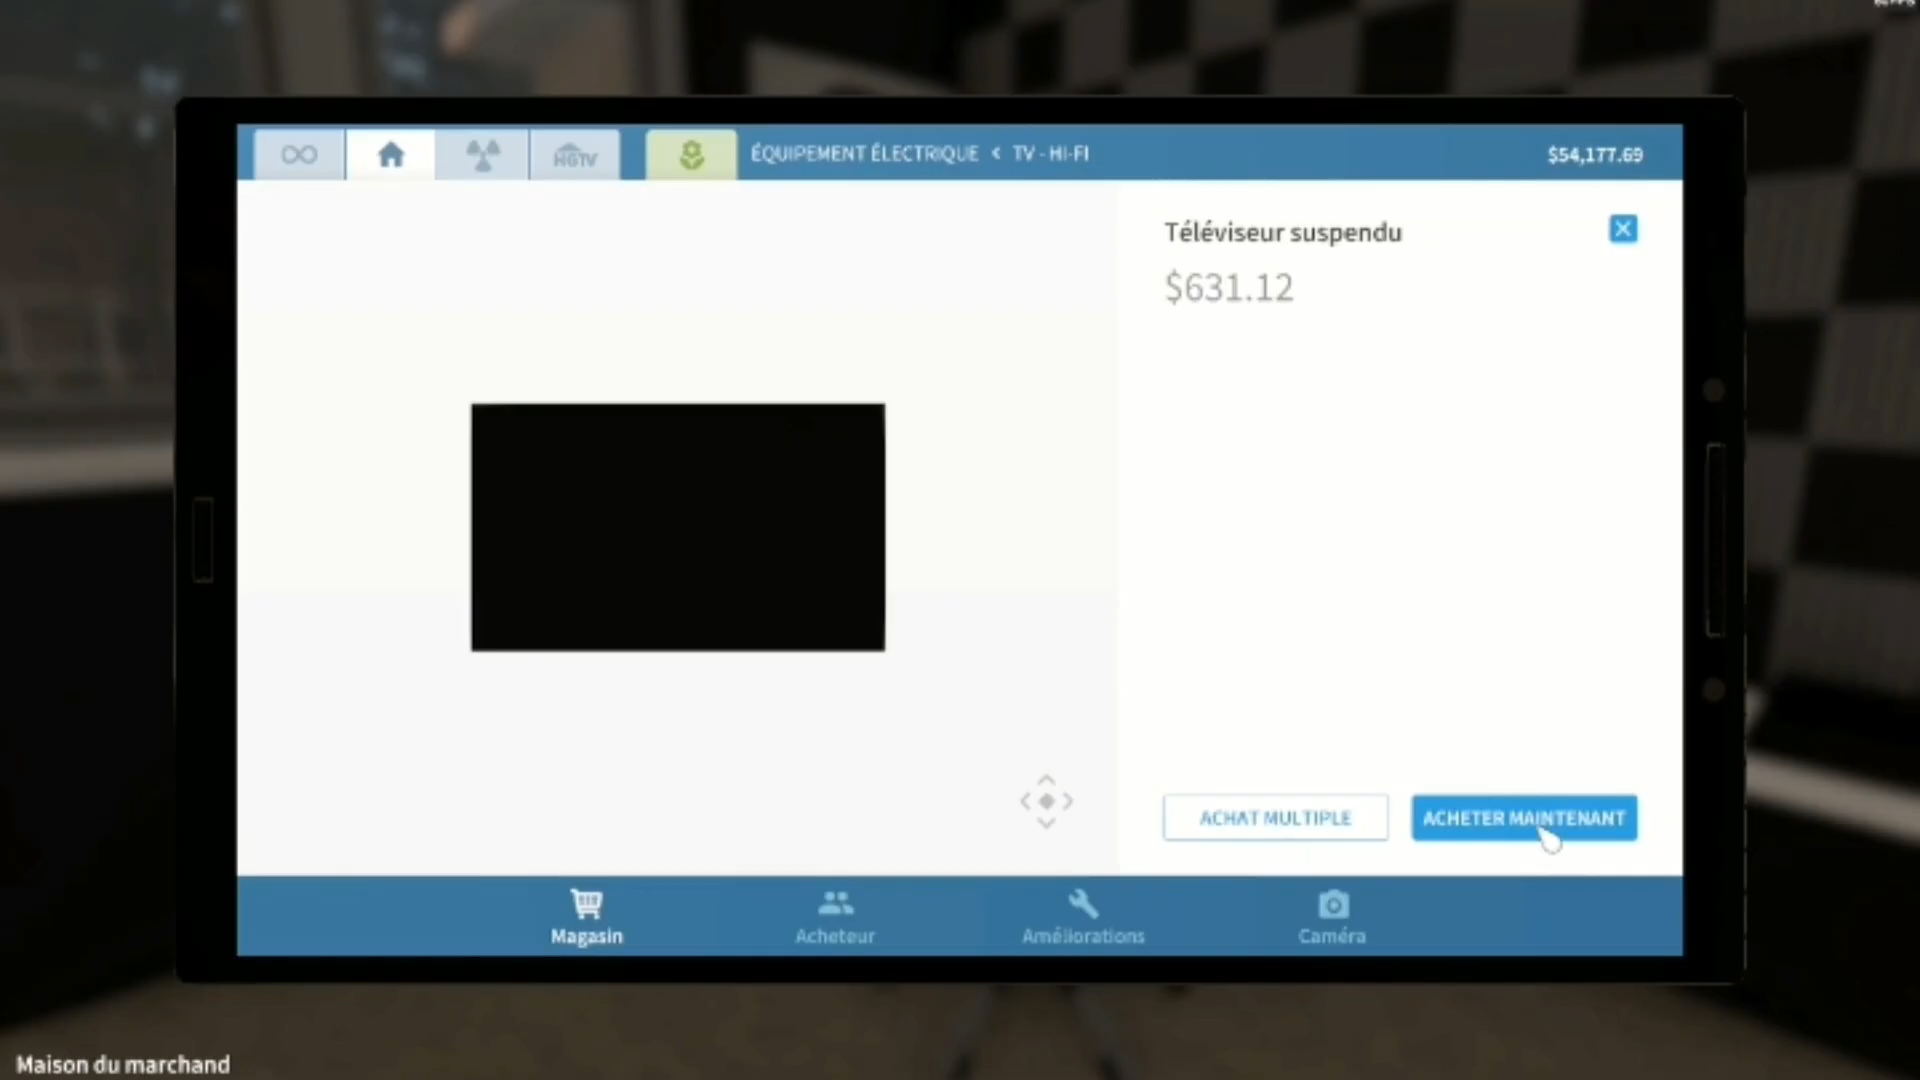 HGTV
ÉQUIPEMENT ÉLECTRIQUE < TV - HI-FI
$54,177.69
Téléviseur suspendu
$631.12
ACHAT MULTIPLE
ACHETER MAINTENANT
Magasin
Acheteur
Améliorations
Caméra
Maison du marchand